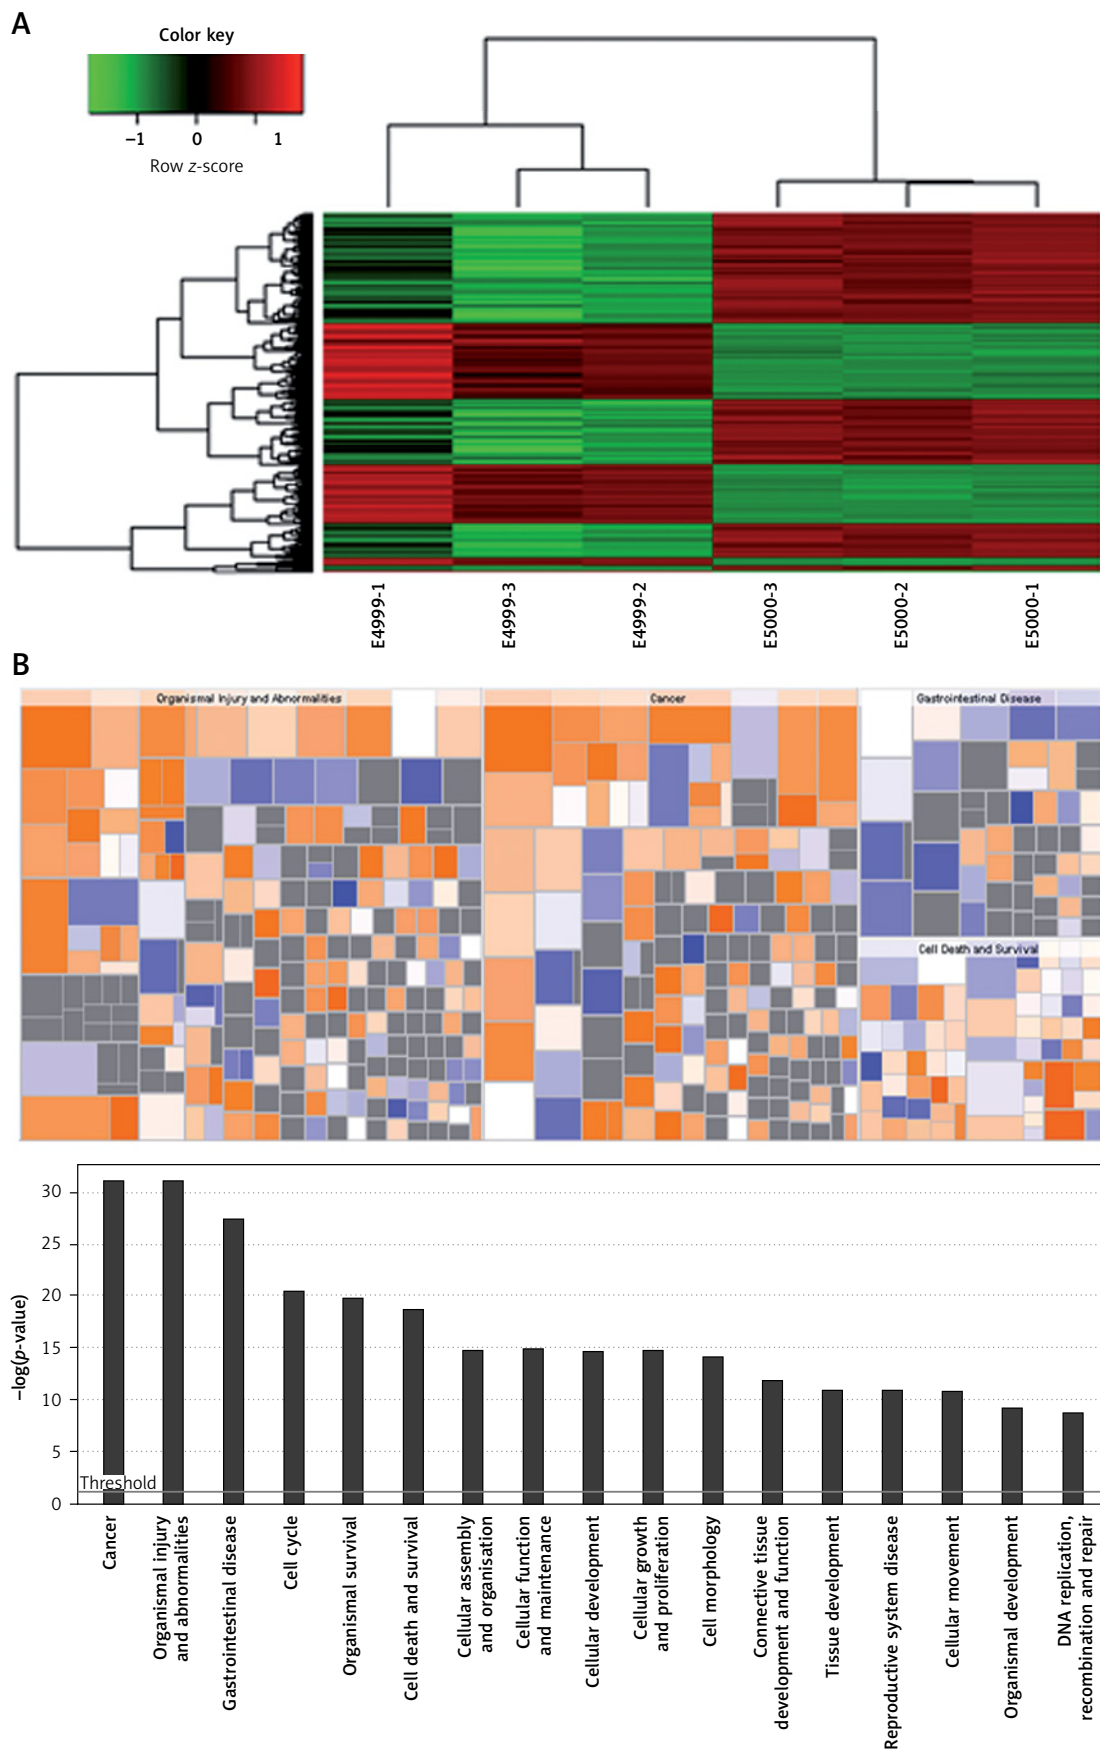 A
Color key
−1 0 1
Row z-score
E4999-1
E4999-3
E4999-2
E5000-3
E5000-2
E5000-1
B
Organismal Injury and Abnormalities
Cancer
Gastrointestinal Disease
Cell Death and Survival
−log(p-value)
30
25
20
15
10
5
0
Threshold
Cancer
Organismal injury
and abnormalities
Gastrointestinal disease
Cell cycle
Organismal survival
Cell death and survival
Cellular assembly
and organisation
Cellular function
and maintenance
Cellular development
Cellular growth
and proliferation
Cell morphology
Connective tissue
development and function
Tissue development
Reproductive system disease
Cellular movement
Organismal development
DNA replication,
recombination and repair